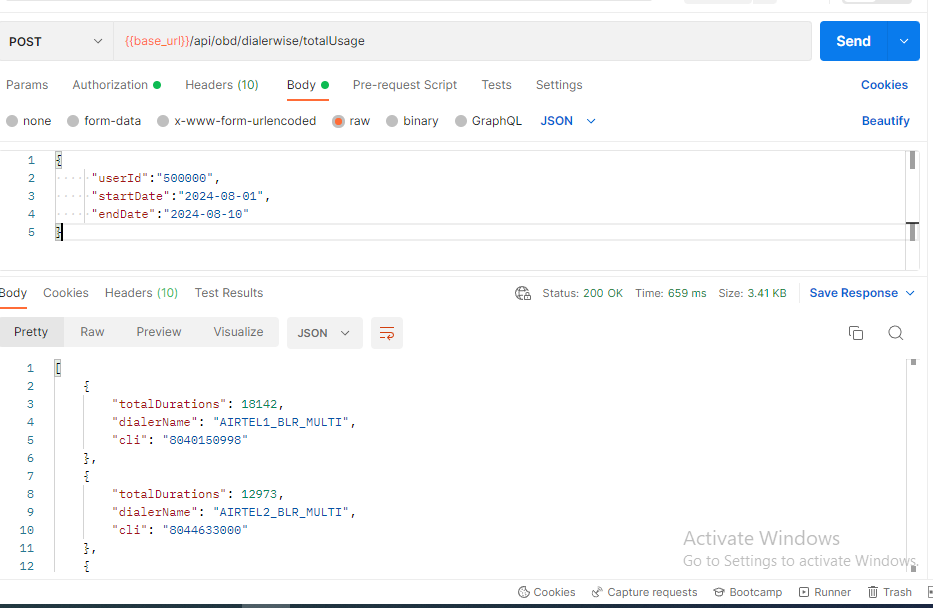 POST
{{base_url}}/api/obd/dialerwise/totalUsage
Send
Params Authorization Headers (10) Body Pre-request Script Tests Settings Cookies
none form-data x-www-form-urlencoded raw binary GraphQL JSON Beautify
1 {
2 "userId":"500000",
3 "startDate":"2024-08-01",
4 "endDate":"2024-08-10"
5 }
Body Cookies Headers (10) Test Results Status: 200 OK Time: 659 ms Size: 3.41 KB Save Response
Pretty Raw Preview Visualize JSON
1 [
2 {
3 "totalDurations": 18142,
4 "dialerName": "AIRTEL1_BLR_MULTI",
5 "cli": "8040150998"
6 },
7 {
8 "totalDurations": 12973,
9 "dialerName": "AIRTEL2_BLR_MULTI",
10 "cli": "8044633000"
11 },
12 {
Activate Windows
Go to Settings to activate Windows.
Cookies Capture requests Bootcamp Runner Trash